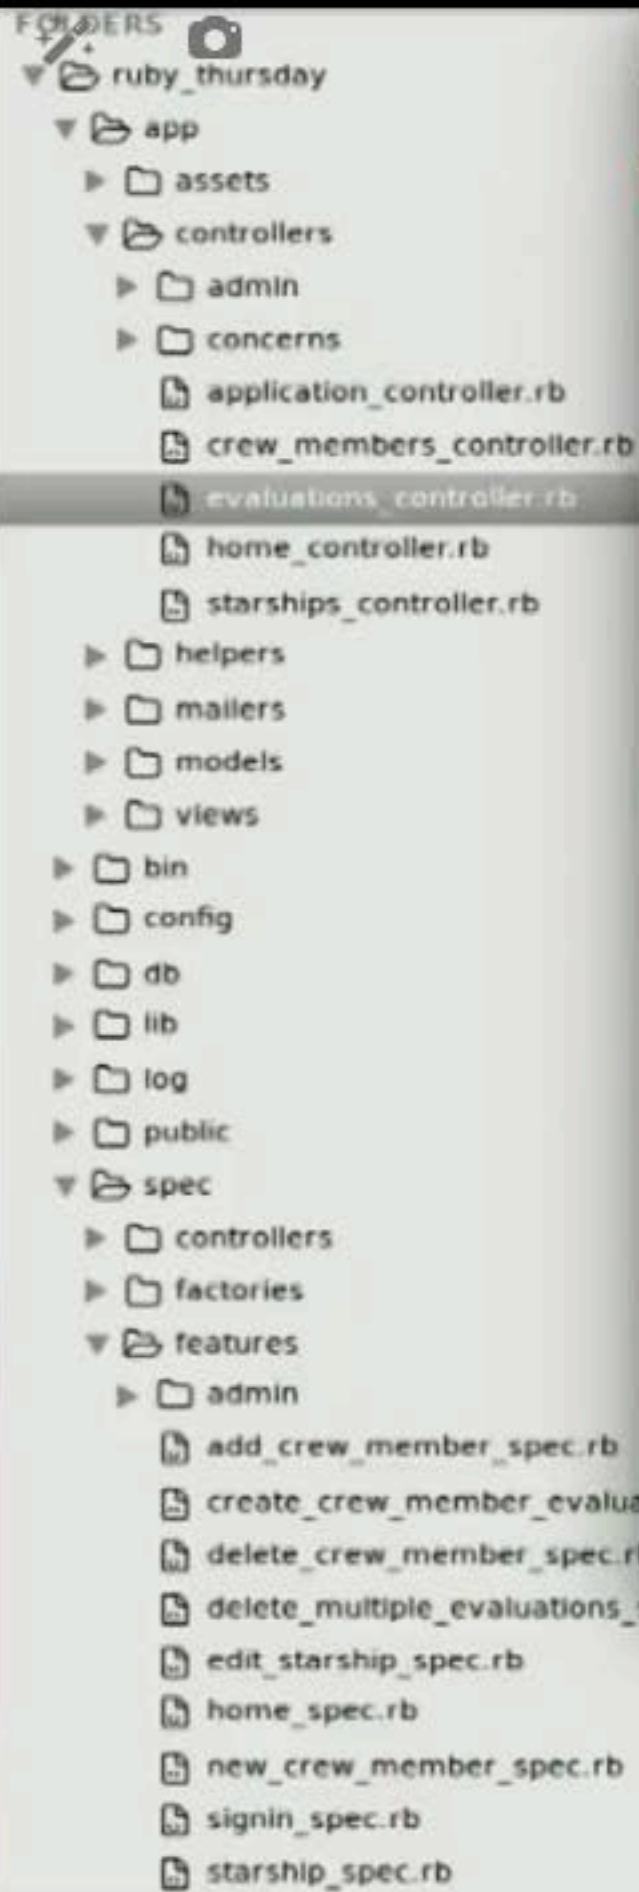 FOLDERS
ruby_thursday
app
assets
controllers
admin
concerns
application_controller.rb
crew_members_controller.rb
evaluations_controller.rb
home_controller.rb
starships_controller.rb
helpers
mailers
models
views
bin
config
db
lib
log
public
spec
controllers
factories
features
admin
add_crew_member_spec.rb
create_crew_member_evalua
delete_crew_member_spec.r
delete_multiple_evaluations_
edit_starship_spec.rb
home_spec.rb
new_crew_member_spec.rb
signin_spec.rb
starship_spec.rb